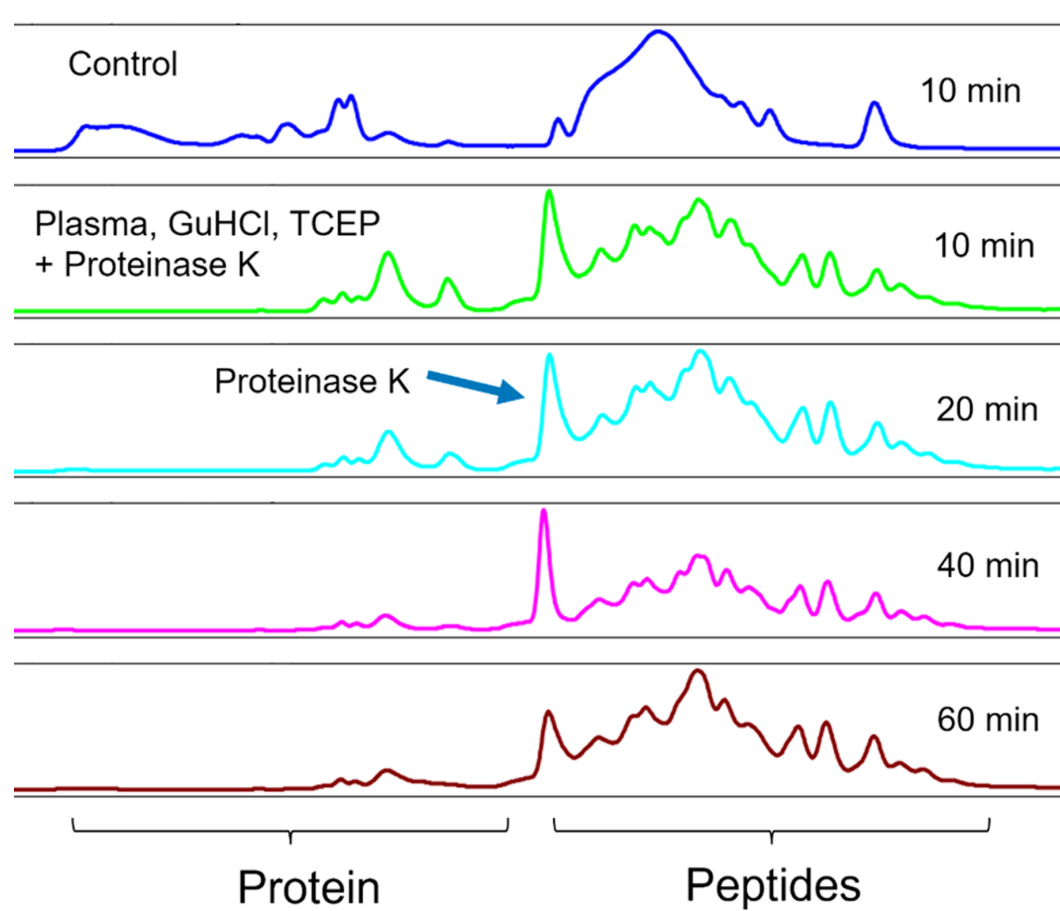 Control
10 min
Plasma, GuHCl, TCEP
+ Proteinase K
10 min
Proteinase K
20 min
40 min
60 min
Protein
Peptides